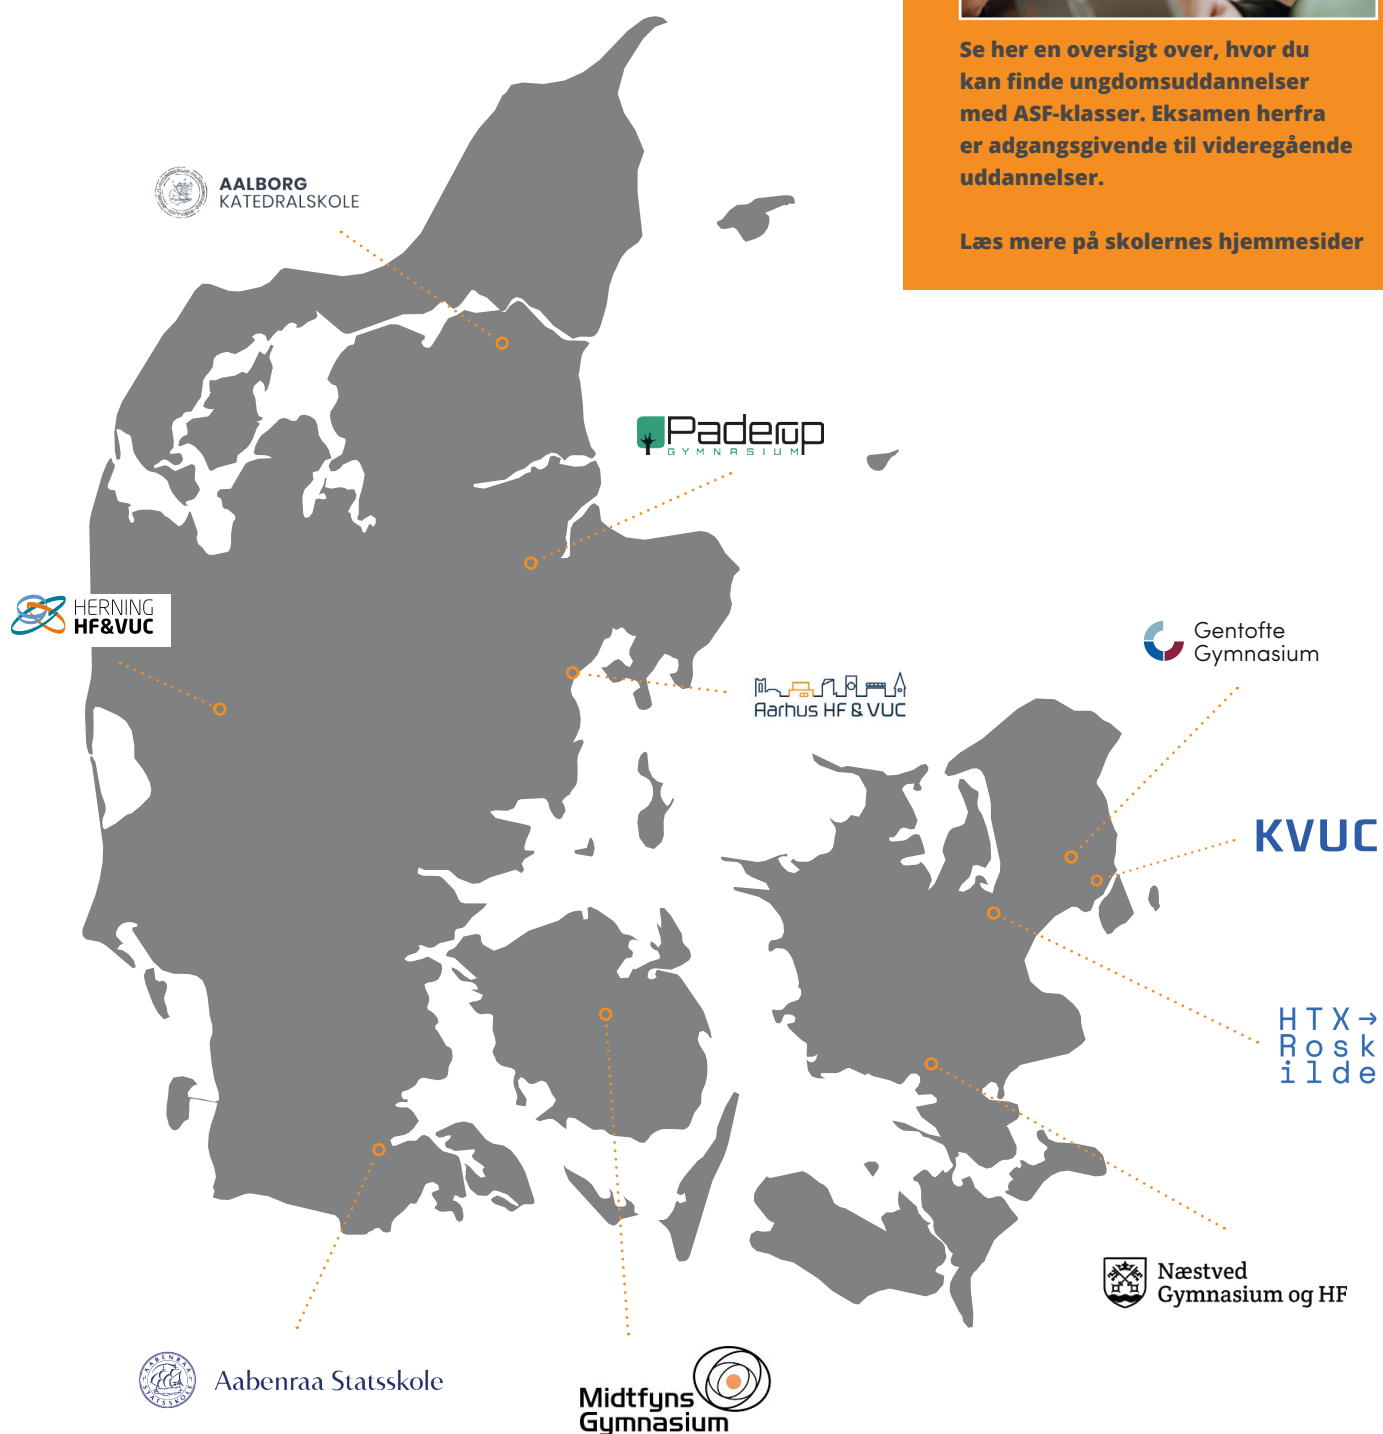 Se her en oversigt over, hvor du
kan finde ungdomsuddannelser
med ASF-klasser. Eksamen herfra
er adgangsgivende til videregående
uddannelser.
Læs mere på skolernes hjemmesider
AALBORG
KATEDRALSKOLE
Paderup
GYMNASIUM
HERNING
HF&VUC
Gentofte
Gymnasium
Aarhus HF & VUC
KVUC
HTX→
Rosk
ilde
Næstved
Gymnasium og HF
AABENRAA
STATSSKOLE
Aabenraa Statsskole
Midtfyns
Gymnasium